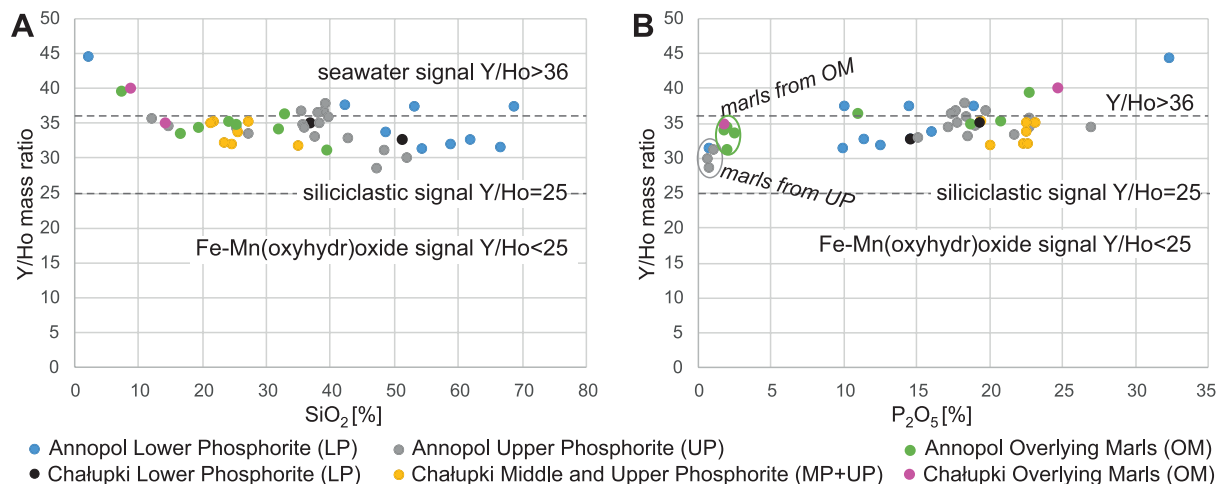 A
50
45
40
35
30
25
20
15
10
5
0
Y/Ho mass ratio
seawater signal Y/Ho>36
siliciclastic signal Y/Ho=25
Fe-Mn(oxyhydr)oxide signal Y/Ho<25
0 10 20 30 40 50 60 70 80
SiO₂ [%]
B
50
45
40
35
30
25
20
15
10
5
0
Y/Ho mass ratio
marls from OM
Y/Ho>36
marls from UP
siliciclastic signal Y/Ho=25
Fe-Mn(oxyhydr)oxide signal Y/Ho<25
0 5 10 15 20 25 30 35
P₂O₅ [%]
Annopol Lower Phosphorite (LP) Annopol Upper Phosphorite (UP) Annopol Overlying Marls (OM)
Chałupki Lower Phosphorite (LP) Chałupki Middle and Upper Phosphorite (MP+UP) Chałupki Overlying Marls (OM)